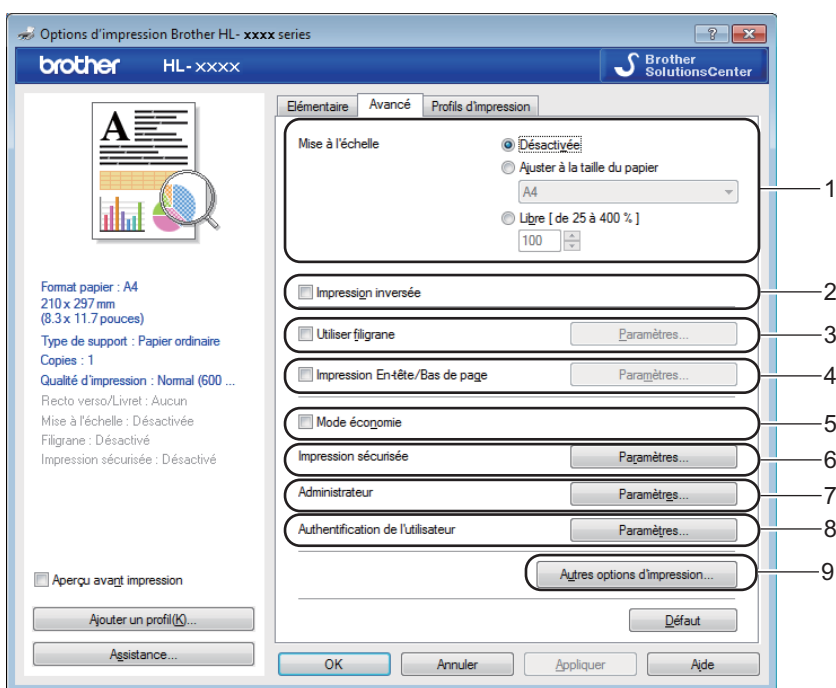 Options d'impression Brother HL- xxxx series
brother HL-xxxx
Brother
SolutionsCenter
A
Format papier : A4
210 x 297 mm
(8.3 x 11.7 pouces)
Type de support : Papier ordinaire
Copies : 1
Qualité d'impression : Normal (600 ...
Recto verso/Livret : Aucun
Mise à l'échelle : Désactivée
Filigrane : Désactivé
Impression sécurisée : Désactivé
Aperçu avant impression
Ajouter un profil(K)...
Assistance...
Elémentaire Avancé Profils d'impression
Mise à l'échelle
Désactivée
Ajuster à la taille du papier
A4
Libre [ de 25 à 400 % ]
100
1
Impression inversée 2
Utiliser filigrane Paramètres... 3
Impression En-tête/Bas de page Paramètres... 4
Mode économie 5
Impression sécurisée Paramètres... 6
Administrateur Paramètres... 7
Authentification de l'utilisateur Paramètres... 8
Autres options d'impression... 9
Défaut
OK Annuler Appliquer Aide